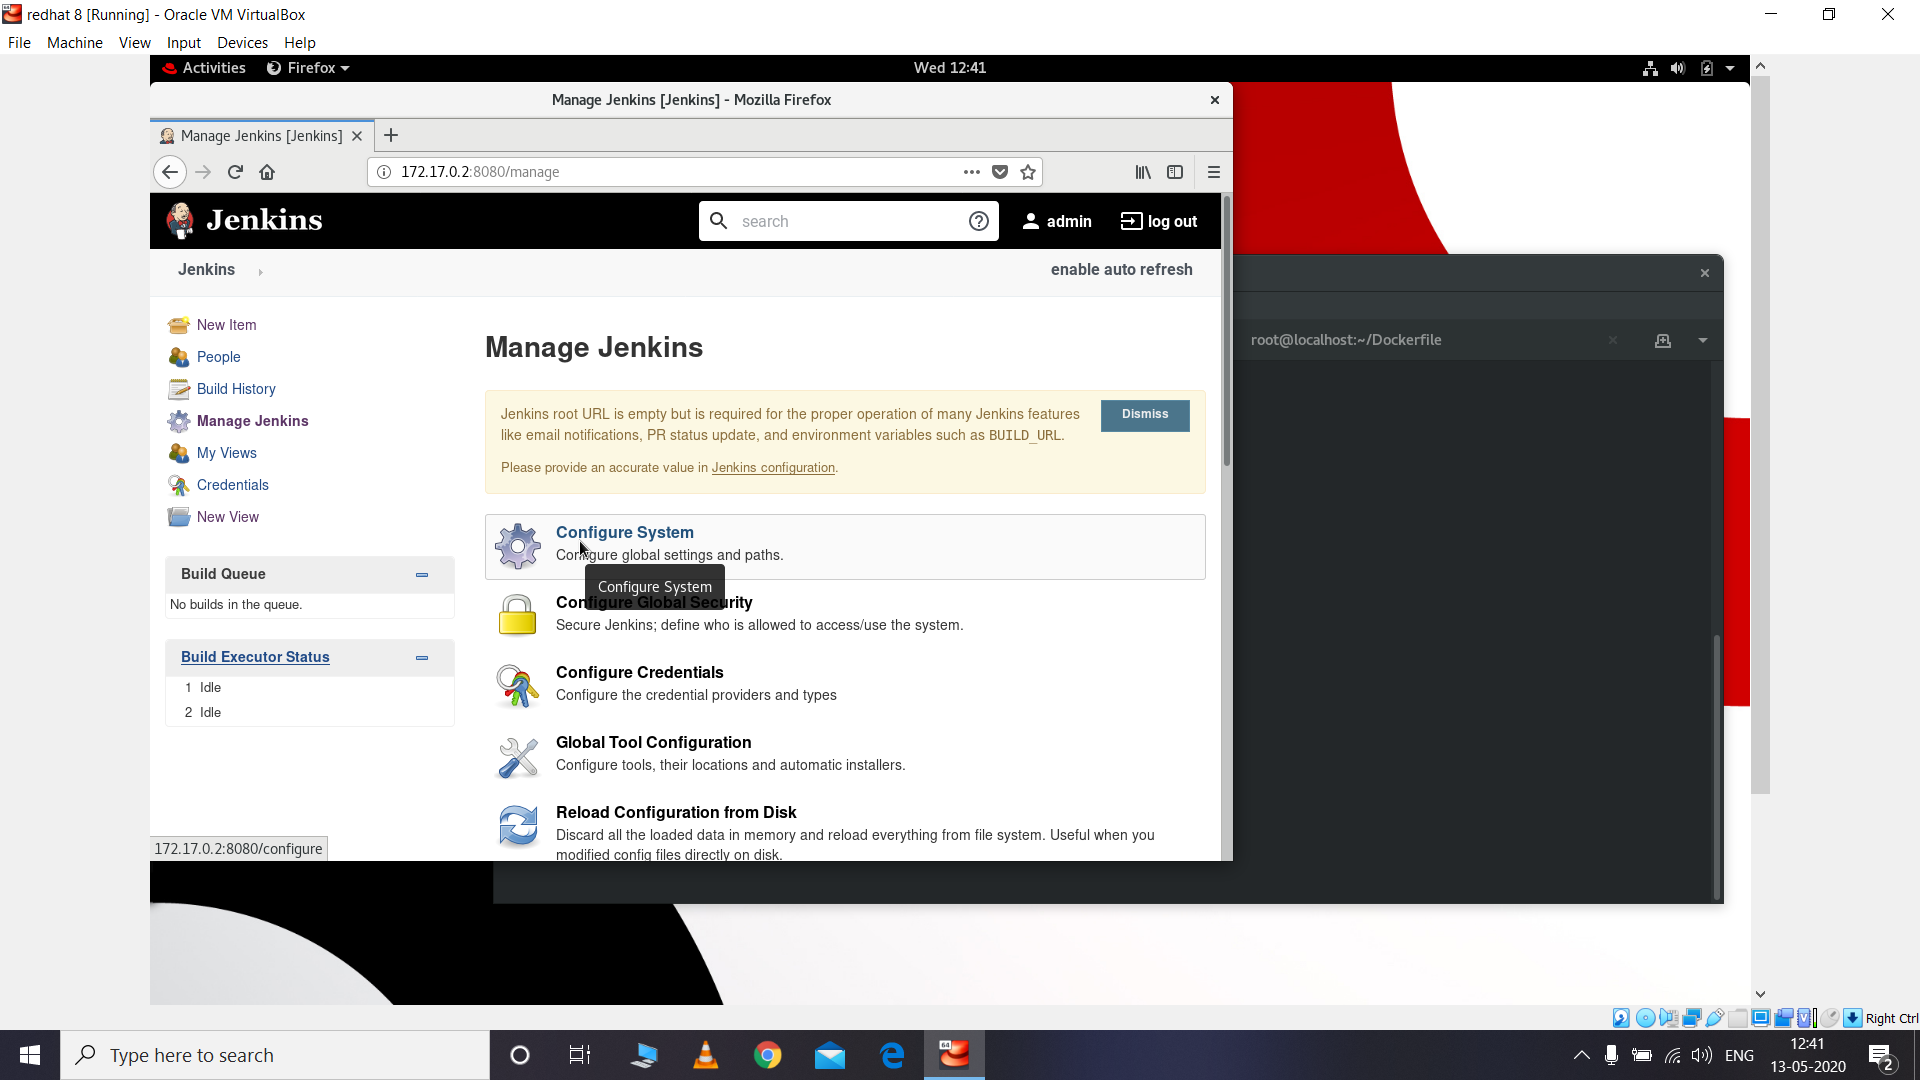 redhat 8 [Running] - Oracle VM VirtualBox
File Machine View Input Devices Help
Activities Firefox Wed 12:41
Manage Jenkins [Jenkins] - Mozilla Firefox
Manage Jenkins [Jenkins]
172.17.0.2:8080/manage
Jenkins search admin log out
Jenkins enable auto refresh
New Item
People
Build History
Manage Jenkins
My Views
Credentials
New View
Build Queue
No builds in the queue.
Build Executor Status
1 Idle
2 Idle
172.17.0.2:8080/configure
Manage Jenkins
Jenkins root URL is empty but is required for the proper operation of many Jenkins features
like email notifications, PR status update, and environment variables such as BUILD_URL.
Please provide an accurate value in Jenkins configuration.
Dismiss
Configure System
Configure global settings and paths.
Configure System
Configure Global Security
Secure Jenkins; define who is allowed to access/use the system.
Configure Credentials
Configure the credential providers and types
Global Tool Configuration
Configure tools, their locations and automatic installers.
Reload Configuration from Disk
Discard all the loaded data in memory and reload everything from file system. Useful when you
modified config files directly on disk.
root@localhost:~/Dockerfile
Right Ctrl
Type here to search
64
ENG
12:41
13-05-2020
2